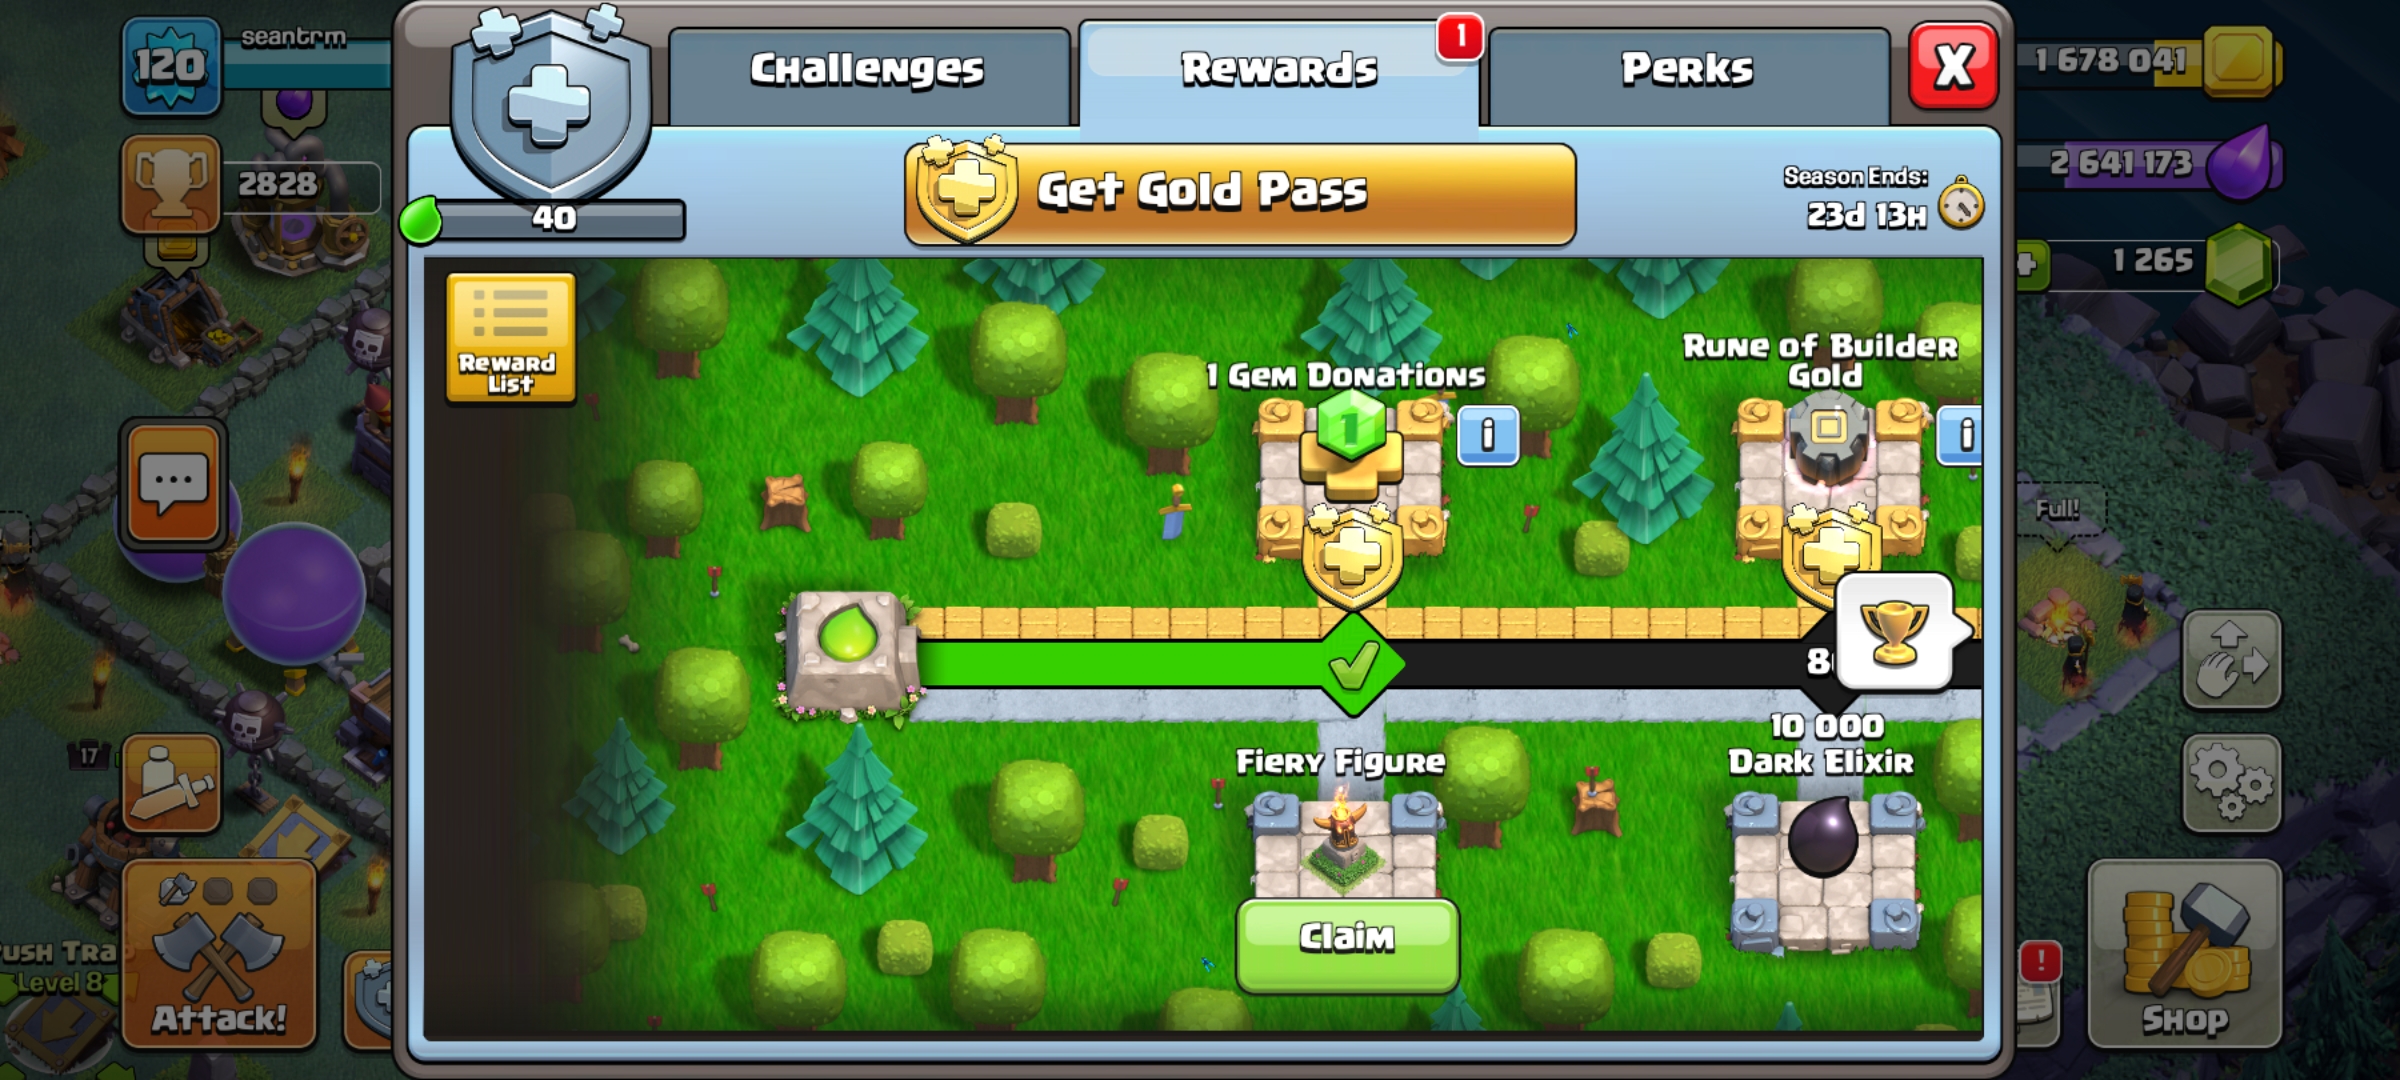 120
seantrm
2828
Challenges
Rewards
1
Perks
X
1 678 041
2 641 173
1 265
40
Get Gold Pass
Season Ends:
23d 13H
Reward
List
1 Gem Donations
1
i
Rune of Builder
Gold
i
Full!
Fiery Figure
Claim
10 000
Dark Elixir
17
Level 8
Attack!
!
Shop